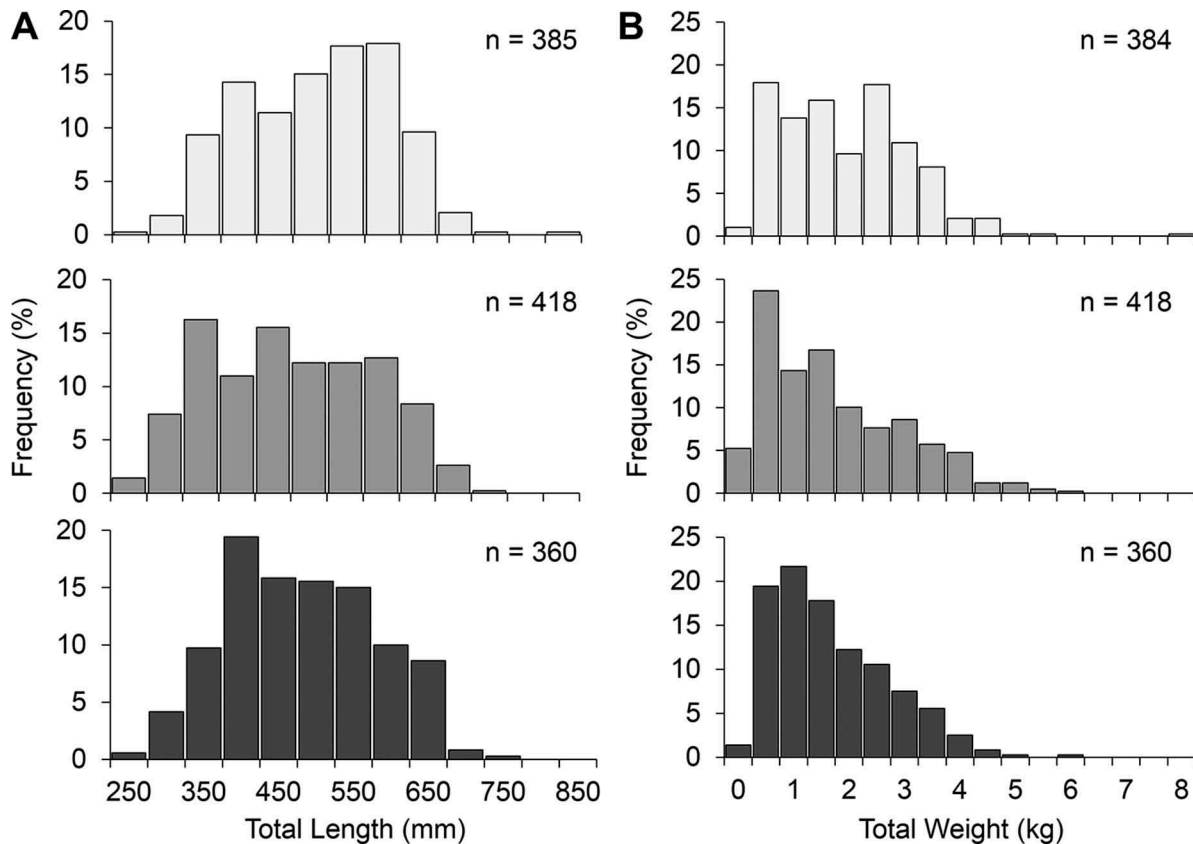 A
n = 385
20
15
10
5
0
n = 418
20
15
10
5
0
n = 360
20
15
10
5
0
Frequency (%)
250 350 450 550 650 750 850
Total Length (mm)
B
n = 384
25
20
15
10
5
0
n = 418
25
20
15
10
5
0
n = 360
25
20
15
10
5
0
Frequency (%)
0 1 2 3 4 5 6 7 8
Total Weight (kg)